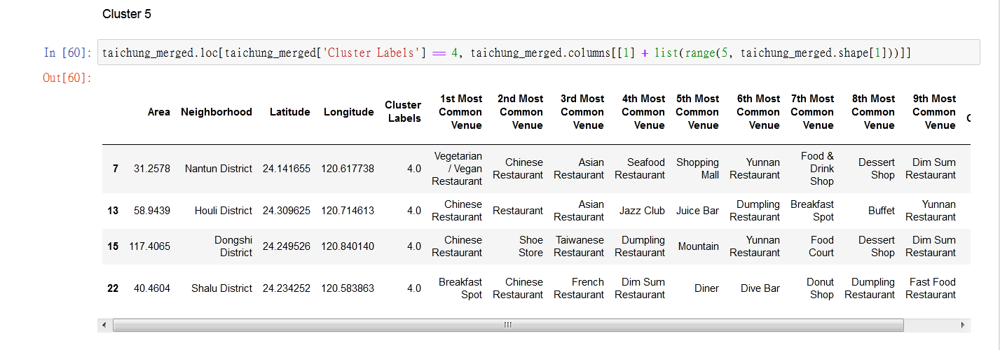 Cluster 5
In [60]: taichung_merged.loc[taichung_merged['Cluster Labels'] == 4, taichung_merged.columns[[1] + list(range(5, taichung_merged.shape[1]))]]
Out[60]:
Area Neighborhood Latitude Longitude Cluster Labels 1st Most Common Venue 2nd Most Common Venue 3rd Most Common Venue 4th Most Common Venue 5th Most Common Venue 6th Most Common Venue 7th Most Common Venue 8th Most Common Venue 9th Most Common Venue
7 31.2578 Nantun District 24.141655 120.617738 4.0 Vegetarian / Vegan Restaurant Chinese Restaurant Asian Restaurant Seafood Restaurant Shopping Mall Yunnan Restaurant Food & Drink Shop Dessert Shop Dim Sum Restaurant
13 58.9439 Houli District 24.309625 120.714613 4.0 Chinese Restaurant Restaurant Asian Restaurant Jazz Club Juice Bar Dumpling Restaurant Breakfast Spot Buffet Yunnan Restaurant
15 117.4065 Dongshi District 24.249526 120.840140 4.0 Chinese Restaurant Shoe Store Taiwanese Restaurant Dumpling Restaurant Mountain Yunnan Restaurant Food Court Dessert Shop Dim Sum Restaurant
22 40.4604 Shalu District 24.234252 120.583863 4.0 Breakfast Spot Chinese Restaurant French Restaurant Dim Sum Restaurant Diner Dive Bar Donut Shop Dumpling Restaurant Fast Food Restaurant